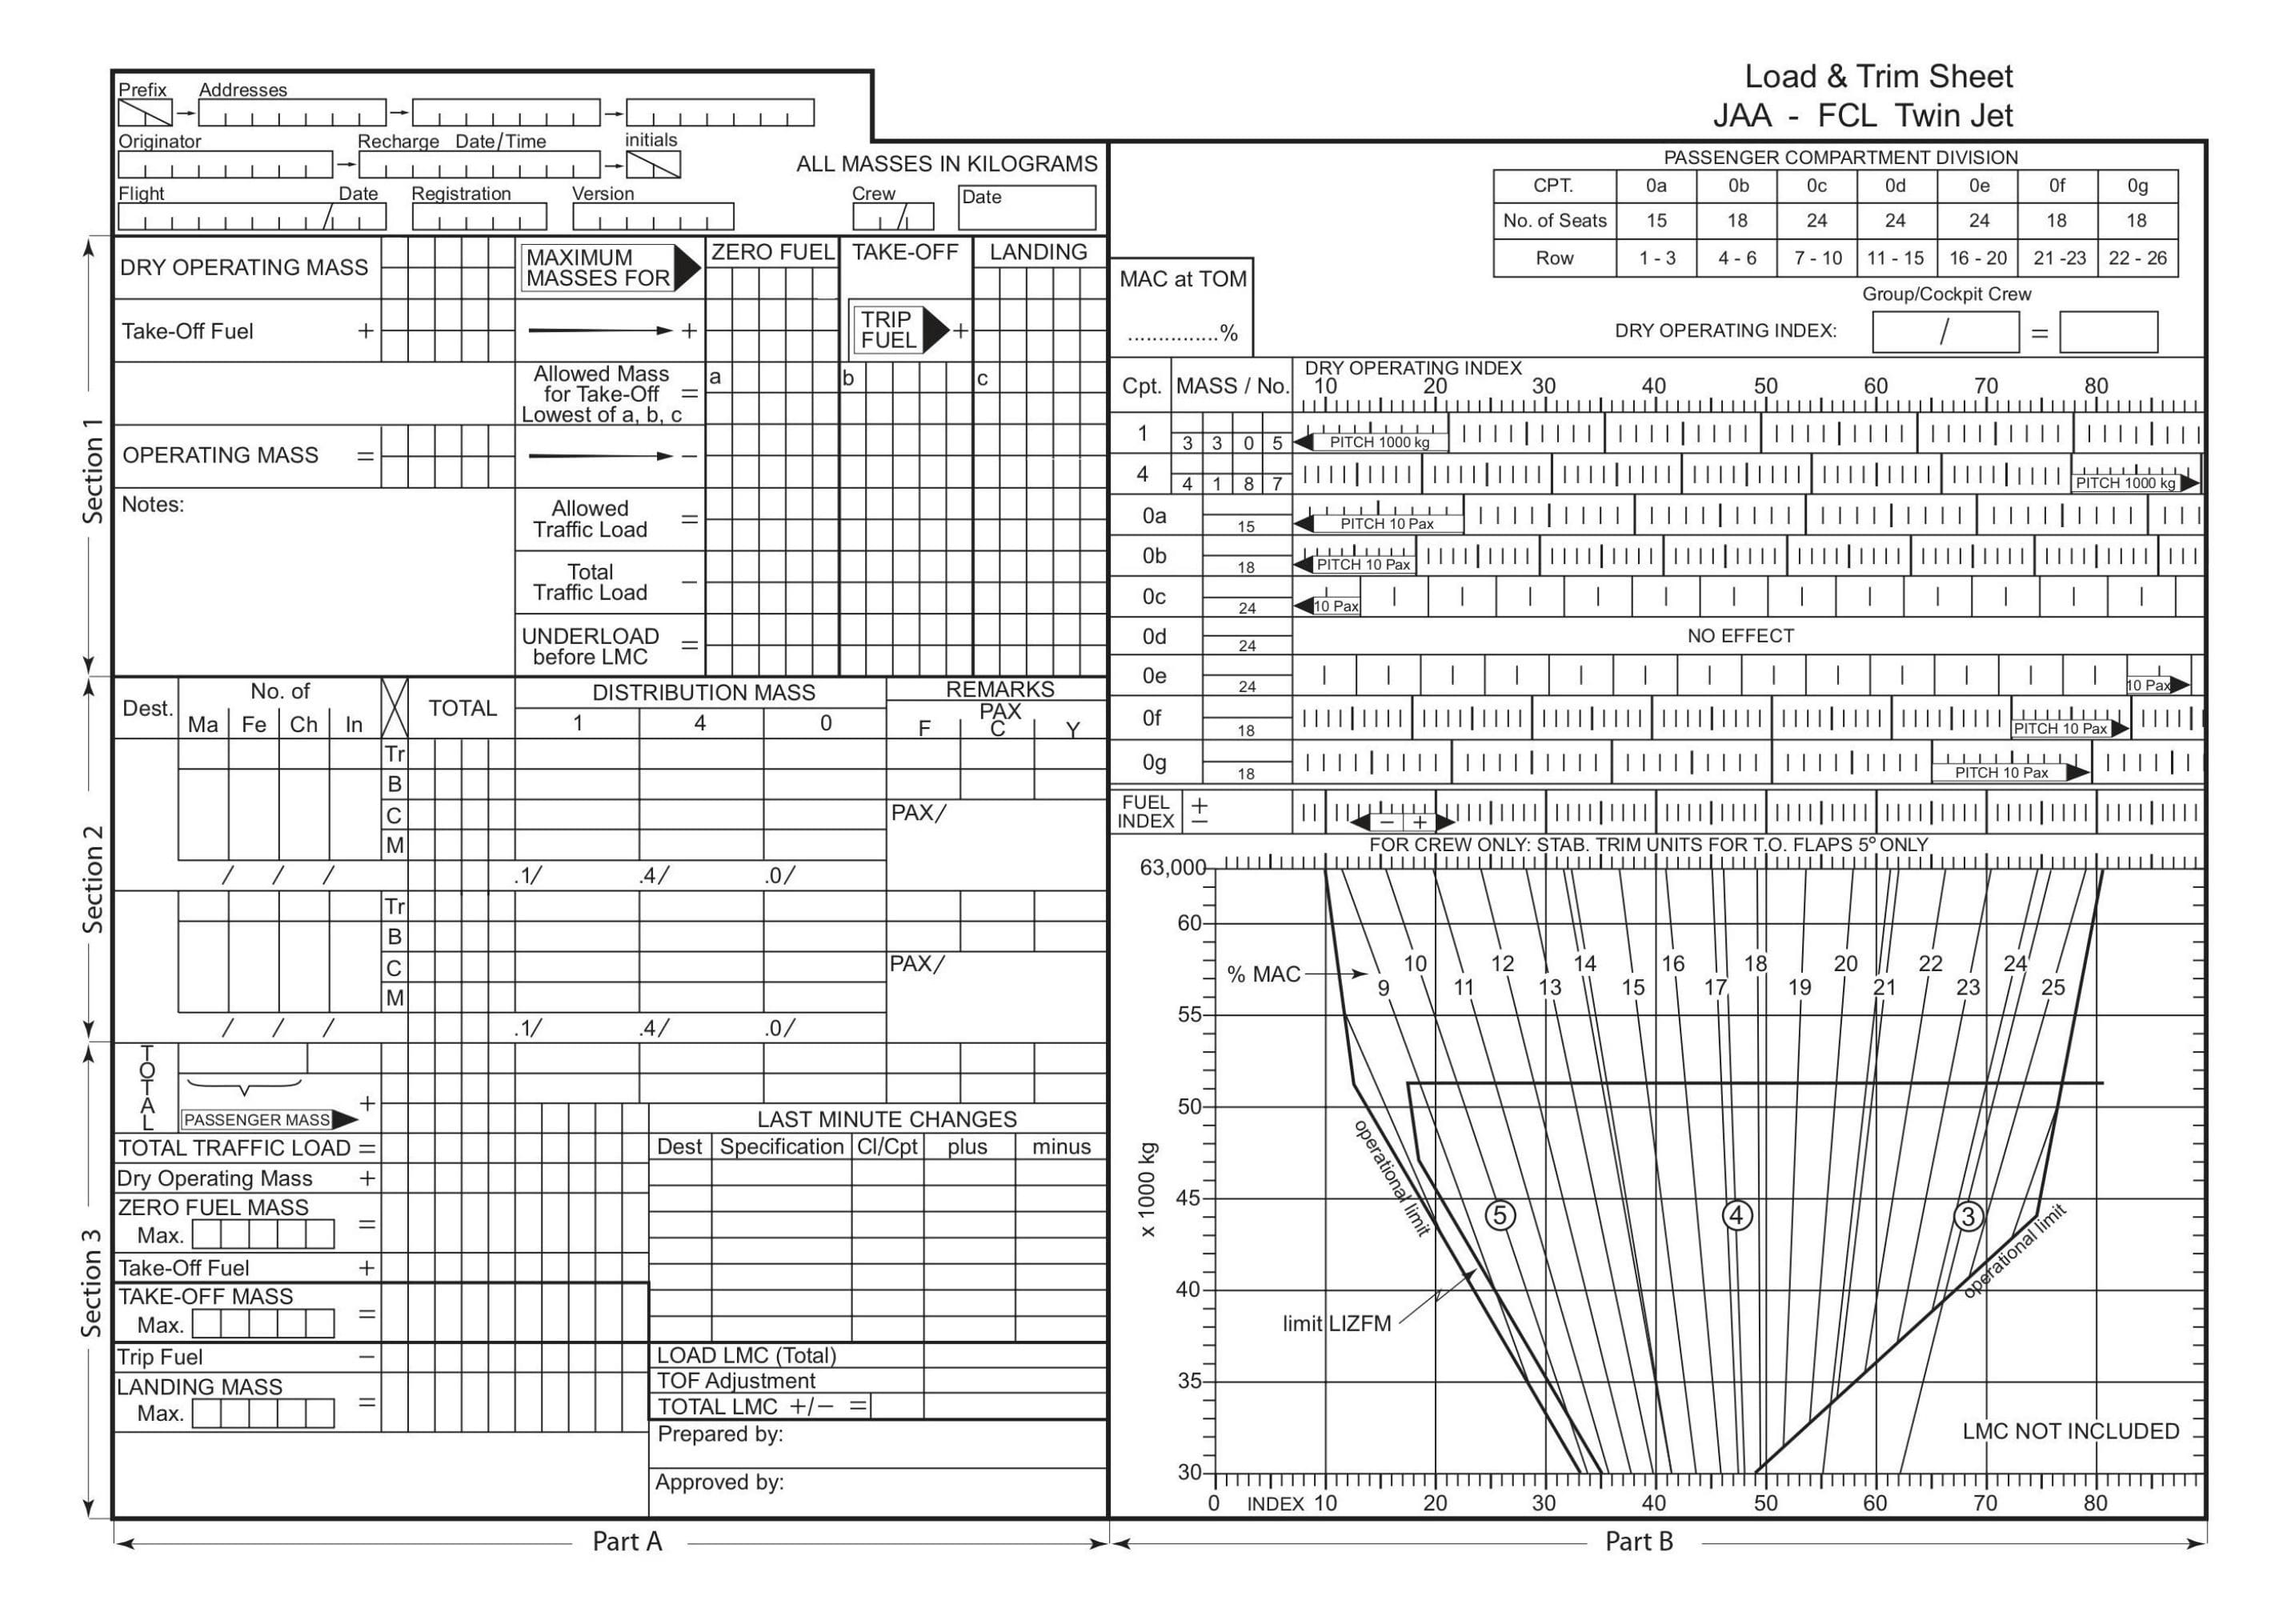 Load & Trim Sheet
JAA - FCL Twin Jet
Prefix Addresses
Originator Recharge Date/Time initials
ALL MASSES IN KILOGRAMS
Flight Date Registration Version Crew Date
/ /
DRY OPERATING MASS MAXIMUM MASSES FOR ZERO FUEL TAKE-OFF LANDING
Take-Off Fuel + + TRIP FUEL +
Allowed Mass for Take-Off Lowest of a, b, c = a b c
OPERATING MASS = −
Notes:
Allowed Traffic Load =
Total Traffic Load −
UNDERLOAD before LMC =
Section 1
Dest. No. of TOTAL DISTRIBUTION MASS REMARKS
Ma Fe Ch In 1 4 0 PAX
F C Y
Tr
B
C PAX/
M
/ / / .1/ .4/ .0/
Tr
B
C PAX/
M
/ / / .1/ .4/ .0/
Section 2
TOTAL
PASSENGER MASS +
TOTAL TRAFFIC LOAD =
Dry Operating Mass +
ZERO FUEL MASS
Max. =
Take-Off Fuel +
TAKE-OFF MASS
Max. =
Trip Fuel −
LANDING MASS
Max. =
LAST MINUTE CHANGES
Dest Specification Cl/Cpt plus minus
LOAD LMC (Total)
TOF Adjustment
TOTAL LMC +/− =
Prepared by:
Approved by:
Section 3
Part A
PASSENGER COMPARTMENT DIVISION
CPT. 0a 0b 0c 0d 0e 0f 0g
No. of Seats 15 18 24 24 24 18 18
Row 1 - 3 4 - 6 7 - 10 11 - 15 16 - 20 21 -23 22 - 26
MAC at TOM
...............%
Group/Cockpit Crew
DRY OPERATING INDEX: / =
Cpt. MASS / No. DRY OPERATING INDEX
10 20 30 40 50 60 70 80
1 3 3 0 5 PITCH 1000 kg
4 4 1 8 7 PITCH 1000 kg
0a 15 PITCH 10 Pax
0b 18 PITCH 10 Pax
0c 24 10 Pax
0d 24 NO EFFECT
0e 24 10 Pax
0f 18 PITCH 10 Pax
0g 18 PITCH 10 Pax
FUEL INDEX + − − +
FOR CREW ONLY: STAB. TRIM UNITS FOR T.O. FLAPS 5° ONLY
63,000
60
55
50
45
40
35
30
x 1000 kg
% MAC
10 12 14 16 18 20 22 24
9 11 13 15 17 19 21 23 25
5 4 3
operational limit
operational limit
limit LIZFM
LMC NOT INCLUDED
0 INDEX 10 20 30 40 50 60 70 80
Part B